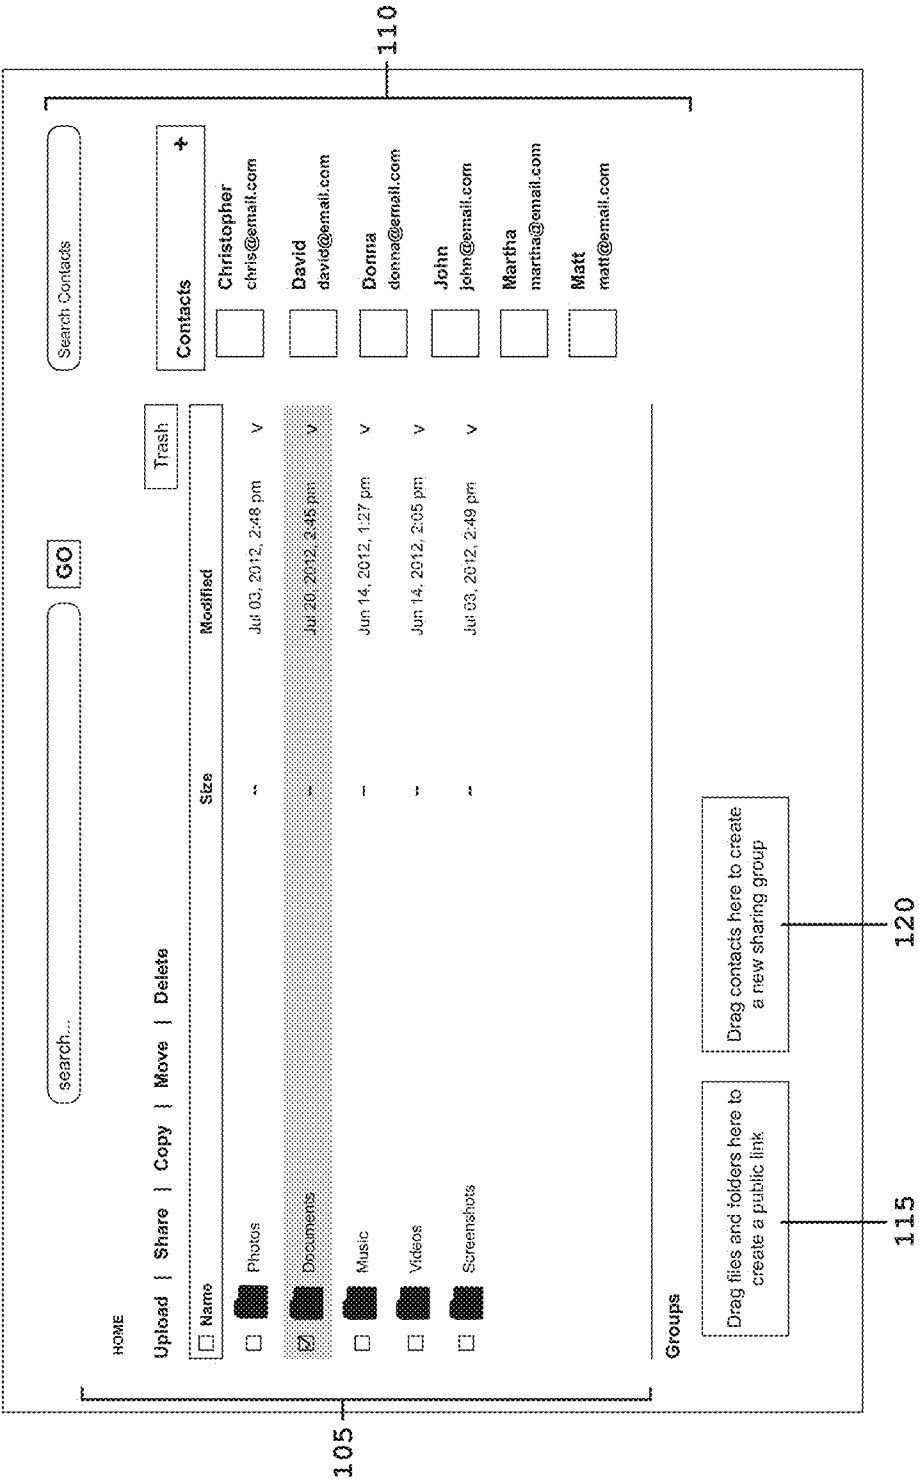 search...
GO
Search Contacts
HOME
Upload | Share | Copy | Move | Delete
Trash
Name Size Modified
Photos -- Jul 03, 2012, 2:48 pm v
Documents -- Jul 20, 2012, 2:45 pm v
Music -- Jun 14, 2012, 1:27 pm v
Videos -- Jun 14, 2012, 2:05 pm v
Screenshots -- Jul 03, 2012, 2:49 pm v
Contacts +
Christopher
chris@email.com
David
david@email.com
Donna
donna@email.com
John
john@email.com
Martha
martha@email.com
Matt
matt@email.com
Groups
Drag files and folders here to
create a public link
Drag contacts here to create
a new sharing group
105
110
115
120